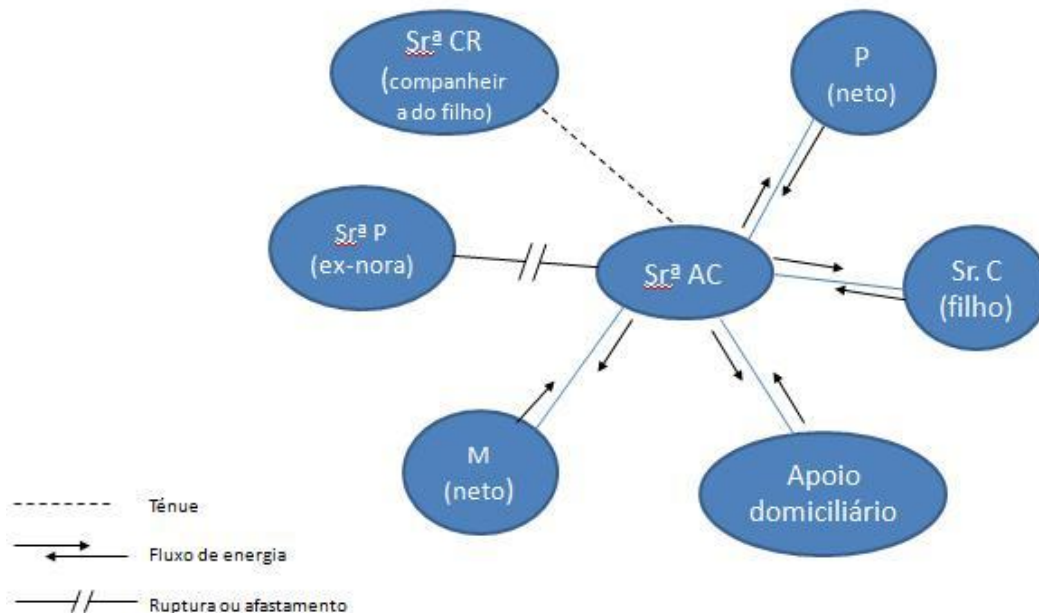 Srª CR
(companheir
a do filho)
P
(neto)
Srª P
(ex-nora)
Srª AC
Sr. C
(filho)
M
(neto)
Apoio
domiciliário
Ténue
Fluxo de energia
Ruptura ou afastamento